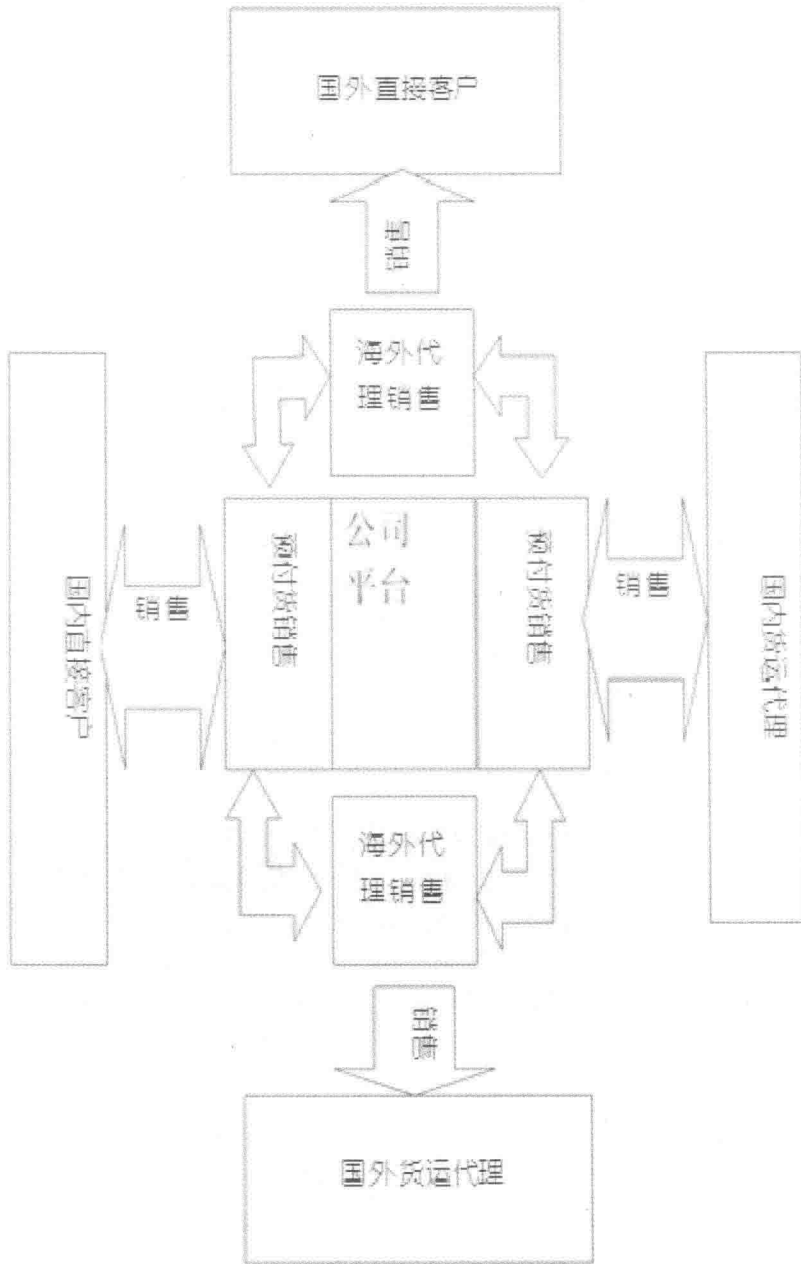 国外直接客户
销售
海外代
理销售
国内直接客户
销售
预付货销售
公司
平台
预付货销售
销售
国内货运代理
海外代
理销售
销售
国外货运代理